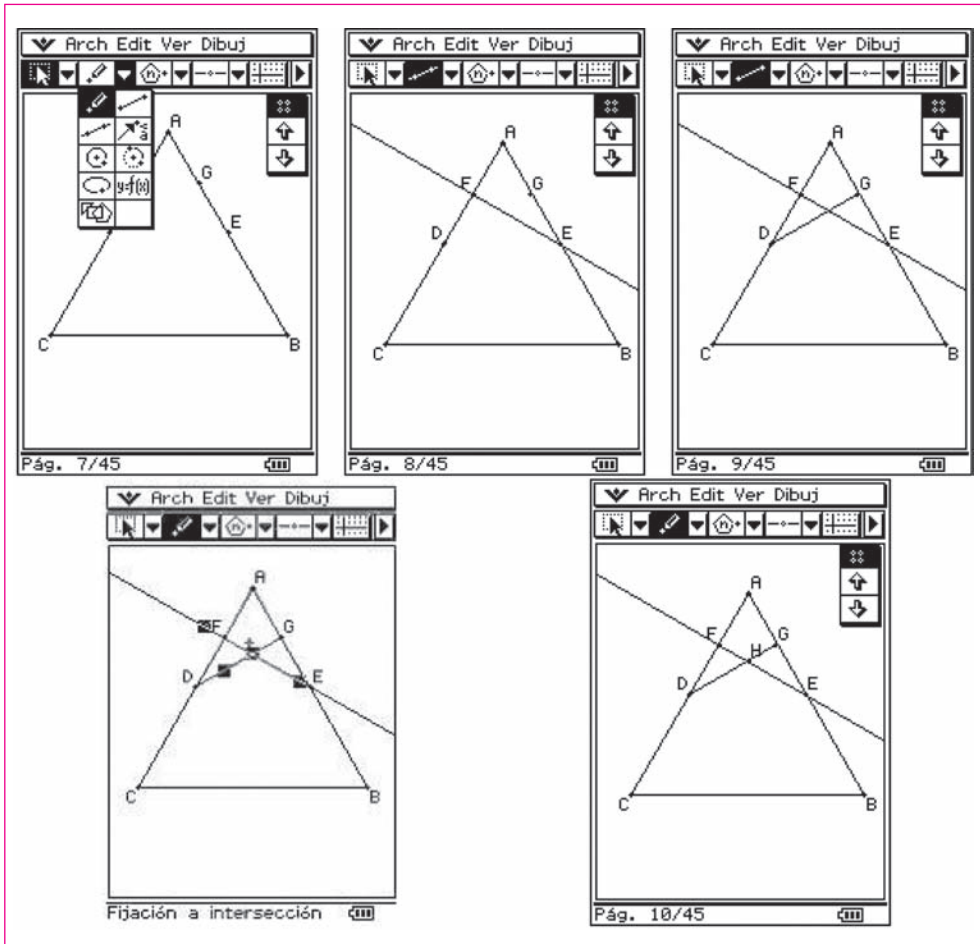 Arch Edit Ver Dibuj
y=f(x)
A
G
E
C
B
Pág. 7/45
Arch Edit Ver Dibuj
A
F
G
D
E
C
B
Pág. 8/45
Arch Edit Ver Dibuj
A
F
G
D
E
C
B
Pág. 9/45
Arch Edit Ver Dibuj
A
F
G
D
E
C
B
Fijación a intersección
Arch Edit Ver Dibuj
A
F
G
H
D
E
C
B
Pág. 10/45